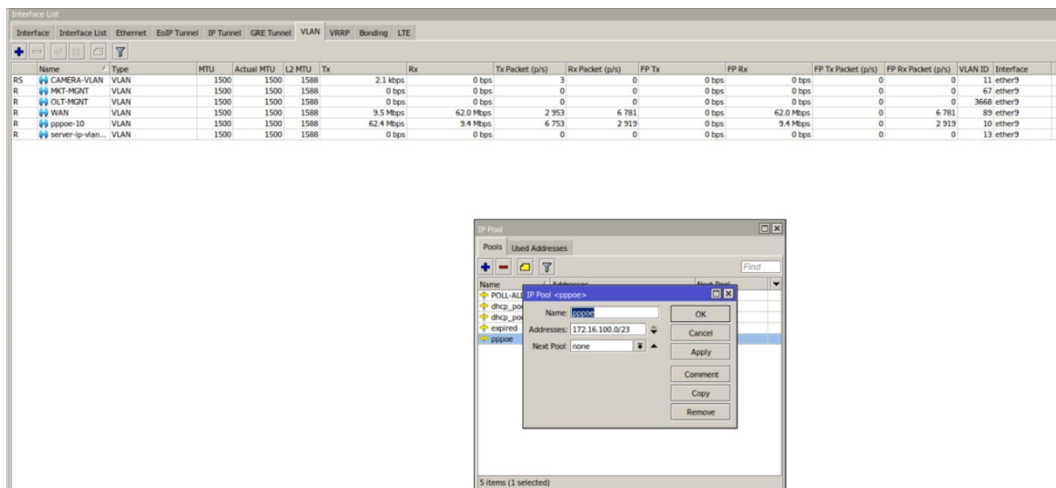 Interface List
Interface Interface List Ethernet EoIP Tunnel IP Tunnel GRE Tunnel VLAN VRRP Bonding LTE
Name Type MTU Actual MTU L2 MTU Tx Rx Tx Packet (p/s) Rx Packet (p/s) FP Tx FP Rx FP Tx Packet (p/s) FP Rx Packet (p/s) VLAN ID Interface
RS CAMERA-VLAN VLAN 1500 1500 1588 2.1 kbps 0 bps 3 0 0 bps 0 bps 0 0 11 ether9
R MKT-MGNT VLAN 1500 1500 1588 0 bps 0 bps 0 0 0 bps 0 bps 0 0 67 ether9
R OLT-MGNT VLAN 1500 1500 1588 0 bps 0 bps 0 0 0 bps 0 bps 0 0 3668 ether9
R WAN VLAN 1500 1500 1588 9.5 Mbps 62.0 Mbps 2 953 6 781 0 bps 62.0 Mbps 0 6 781 89 ether9
R pppoe-10 VLAN 1500 1500 1588 62.4 Mbps 9.4 Mbps 6 753 2 919 0 bps 9.4 Mbps 0 2 919 10 ether9
R server-ip-vlan... VLAN 1500 1500 1588 0 bps 0 bps 0 0 0 bps 0 bps 0 0 13 ether9
IP Pool
Pools Used Addresses
Find
Name Addresses Next Pool
POLL-ALL
dhcp_poo
dhcp_poo
expired
pppoe
IP Pool <pppoe>
Name: pppoe OK
Addresses: 172.16.100.0/23 Cancel
Next Pool: none Apply
Comment
Copy
Remove
5 items (1 selected)